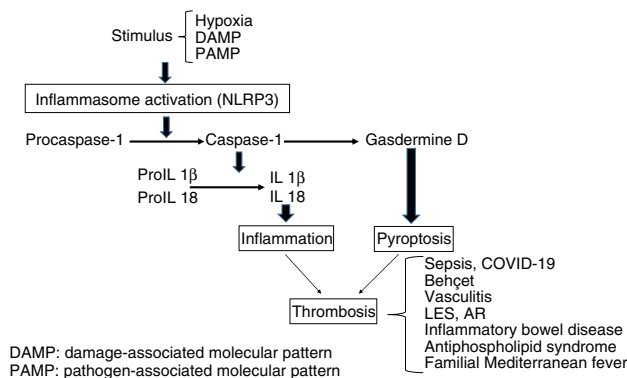 Hypoxia
Stimulus
DAMP
PAMP
Inflammasome activation (NLRP3)
Procaspase-1 Caspase-1 Gasdermine D
ProIL 1β
ProIL 18
IL 1β
IL 18
Inflammation Pyroptosis
Thrombosis
Sepsis, COVID-19
Behçet
Vasculitis
LES, AR
Inflammatory bowel disease
Antiphospholipid syndrome
Familial Mediterranean fever
DAMP: damage-associated molecular pattern
PAMP: pathogen-associated molecular pattern